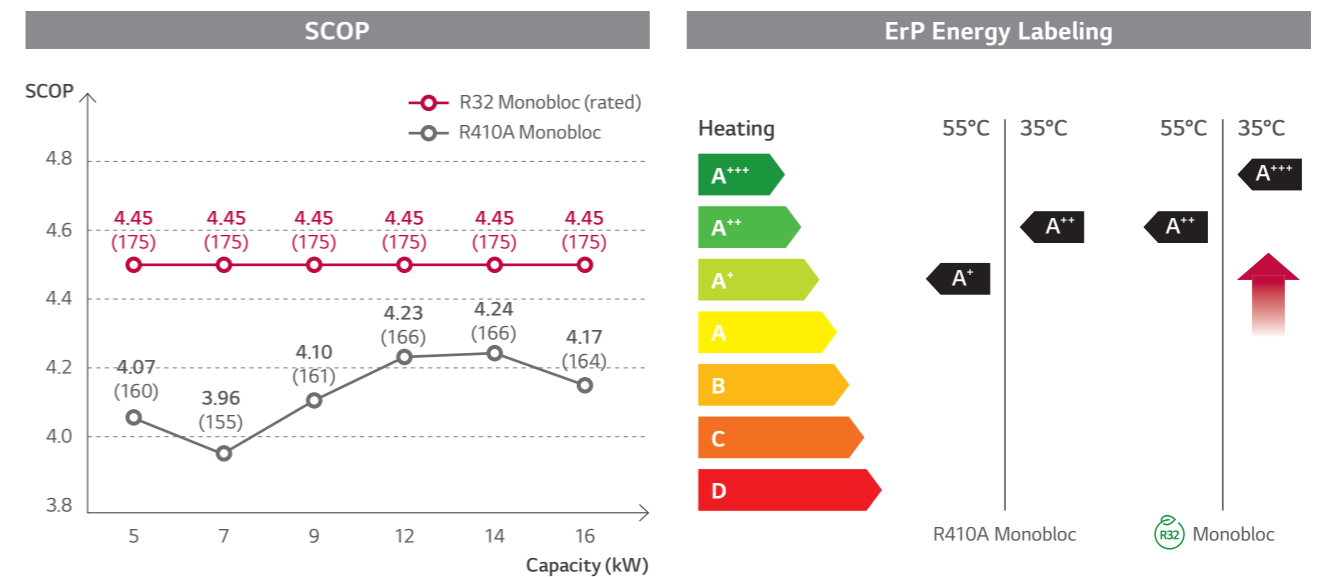 SCOP
SCOP
R32 Monobloc (rated)
R410A Monobloc
4.8
4.6
4.4
4.2
4.0
3.8
4.45 4.45 4.45 4.45 4.45 4.45
(175) (175) (175) (175) (175) (175)
4.07
(160)
3.96
(155)
4.10
(161)
4.23
(166)
4.24
(166)
4.17
(164)
5 7 9 12 14 16
Capacity (kW)
ErP Energy Labeling
Heating 55°C 35°C 55°C 35°C
A+++ A+++
A++ A++ A++
A+ A+
A
B
C
D
R410A Monobloc R32 Monobloc